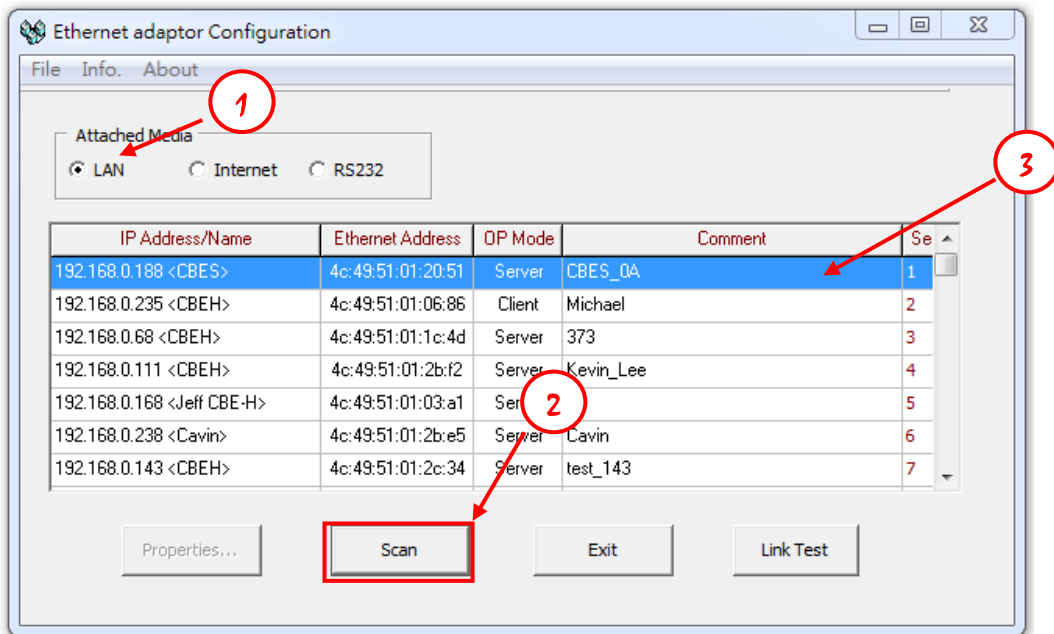 Ethernet adaptor Configuration
File Info. About
1
Attached Media
LAN Internet RS232
3
IP Address/Name Ethernet Address OP Mode Comment Se
192.168.0.188 <CBES> 4c:49:51:01:20:51 Server CBES_0A 1
192.168.0.235 <CBEH> 4c:49:51:01:06:86 Client Michael 2
192.168.0.68 <CBEH> 4c:49:51:01:1c:4d Server 373 3
192.168.0.111 <CBEH> 4c:49:51:01:2b:f2 Server Kevin_Lee 4
192.168.0.168 <Jeff CBE-H> 4c:49:51:01:03:a1 Ser 5
2
192.168.0.238 <Cavin> 4c:49:51:01:2b:e5 Server Cavin 6
192.168.0.143 <CBEH> 4c:49:51:01:2c:34 Server test_143 7
Properties... Scan Exit Link Test